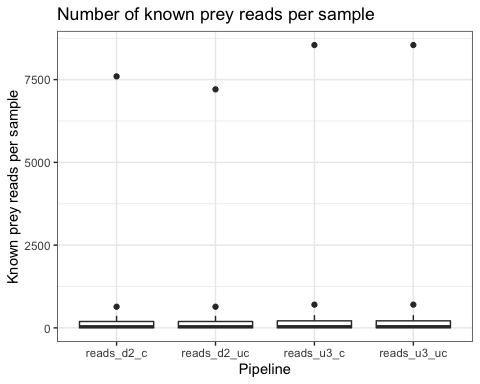 Number of known prey reads per sample
Known prey reads per sample
7500
5000
2500
0
reads_d2_c
reads_d2_uc
reads_u3_c
reads_u3_uc
Pipeline